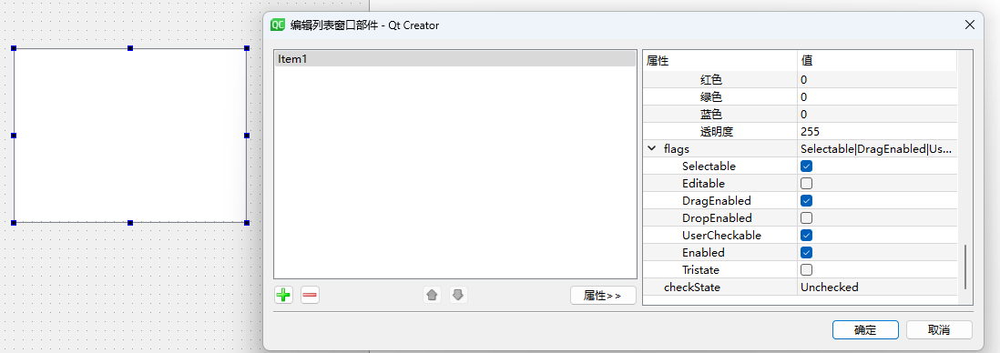 QC 编辑列表窗口部件 - Qt Creator
Item1
属性 值
红色 0
绿色 0
蓝色 0
透明度 255
flags Selectable|DragEnabled|Us...
Selectable
Editable
DragEnabled
DropEnabled
UserCheckable
Enabled
Tristate
checkState Unchecked
属性>>
确定 取消